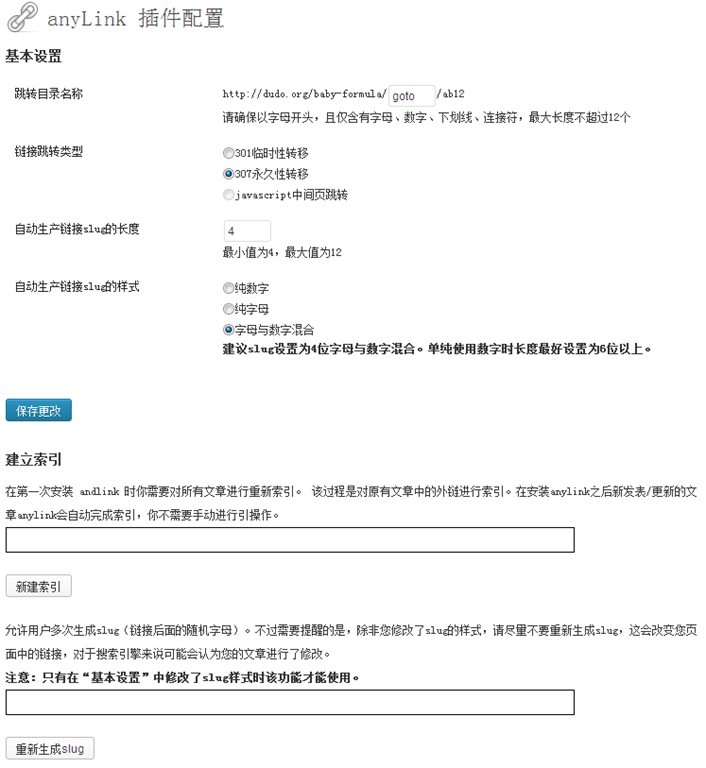 anyLink 插件配置
基本设置
跳转目录名称
http://dudo.org/baby-formula/ goto /ab12
请确保以字母开头，且仅含有字母、数字、下划线、连接符，最大长度不超过12个
链接跳转类型
301临时性转移
307永久性转移
javascript中间页跳转
自动生产链接slug的长度
4
最小值为4，最大值为12
自动生产链接slug的样式
纯数字
纯字母
字母与数字混合
建议slug设置为4位字母与数字混合。单纯使用数字时长度最好设置为6位以上。
保存更改
建立索引
在第一次安装 andlink 时你需要对所有文章进行重新索引。 该过程是对原有文章中的外链进行索引。在安装anylink之后新发表/更新的文
章anylink会自动完成索引，你不需要手动进行引操作。
新建索引
允许用户多次生成slug（链接后面的随机字母）。不过需要提醒的是，除非您修改了slug的样式，请尽量不要重新生成slug，这会改变您页
面中的链接，对于搜索引擎来说可能会认为您的文章进行了修改。
注意：只有在“基本设置”中修改了slug样式时该功能才能使用。
重新生成slug